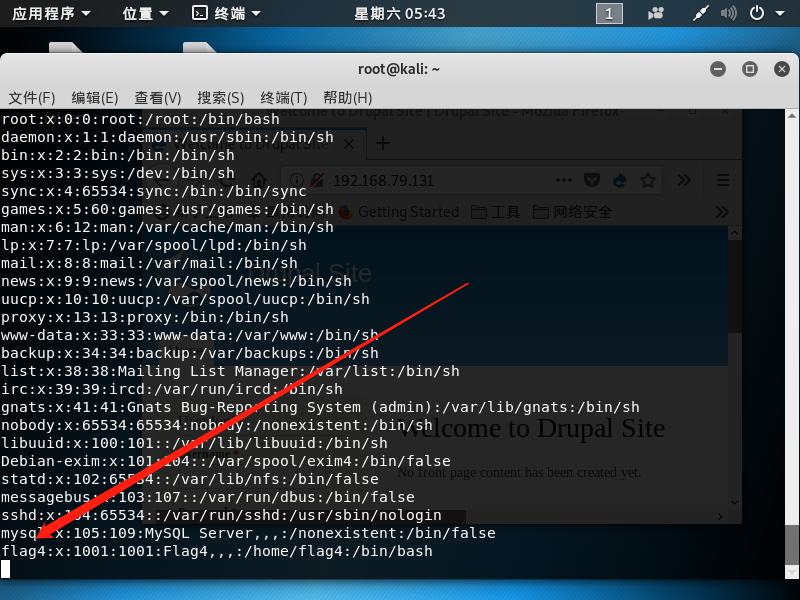 应用程序 位置 终端 星期六 05:43 1
root@kali: ~
文件(F) 编辑(E) 查看(V) 搜索(S) 终端(T) 帮助(H)
root:x:0:0:root:/root:/bin/bash
daemon:x:1:1:daemon:/usr/sbin:/bin/sh
bin:x:2:2:bin:/bin:/bin/sh
sys:x:3:3:sys:/dev:/bin/sh
sync:x:4:65534:sync:/bin:/bin/sync
192.168.79.131
games:x:5:60:games:/usr/games:/bin/sh
Getting Started 工具 网络安全
man:x:6:12:man:/var/cache/man:/bin/sh
lp:x:7:7:lp:/var/spool/lpd:/bin/sh
mail:x:8:8:mail:/var/mail:/bin/sh
Drupal Site
news:x:9:9:news:/var/spool/news:/bin/sh
uucp:x:10:10:uucp:/var/spool/uucp:/bin/sh
proxy:x:13:13:proxy:/bin:/bin/sh
www-data:x:33:33:www-data:/var/www:/bin/sh
backup:x:34:34:backup:/var/backups:/bin/sh
list:x:38:38:Mailing List Manager:/var/list:/bin/sh
irc:x:39:39:ircd:/var/run/ircd:/bin/sh
gnats:x:41:41:Gnats Bug-Reporting System (admin):/var/lib/gnats:/bin/sh
nobody:x:65534:65534:nobody:/nonexistent:/bin/sh
Welcome to Drupal Site
libuuid:x:100:101::/var/lib/libuuid:/bin/sh
Debian-exim:x:101:104::/var/spool/exim4:/bin/false
No front page content has been created yet.
statd:x:102:65534::/var/lib/nfs:/bin/false
messagebus:x:103:107::/var/run/dbus:/bin/false
sshd:x:104:65534::/var/run/sshd:/usr/sbin/nologin
mysql:x:105:109:MySQL Server,,,:/nonexistent:/bin/false
flag4:x:1001:1001:Flag4,,,:/home/flag4:/bin/bash